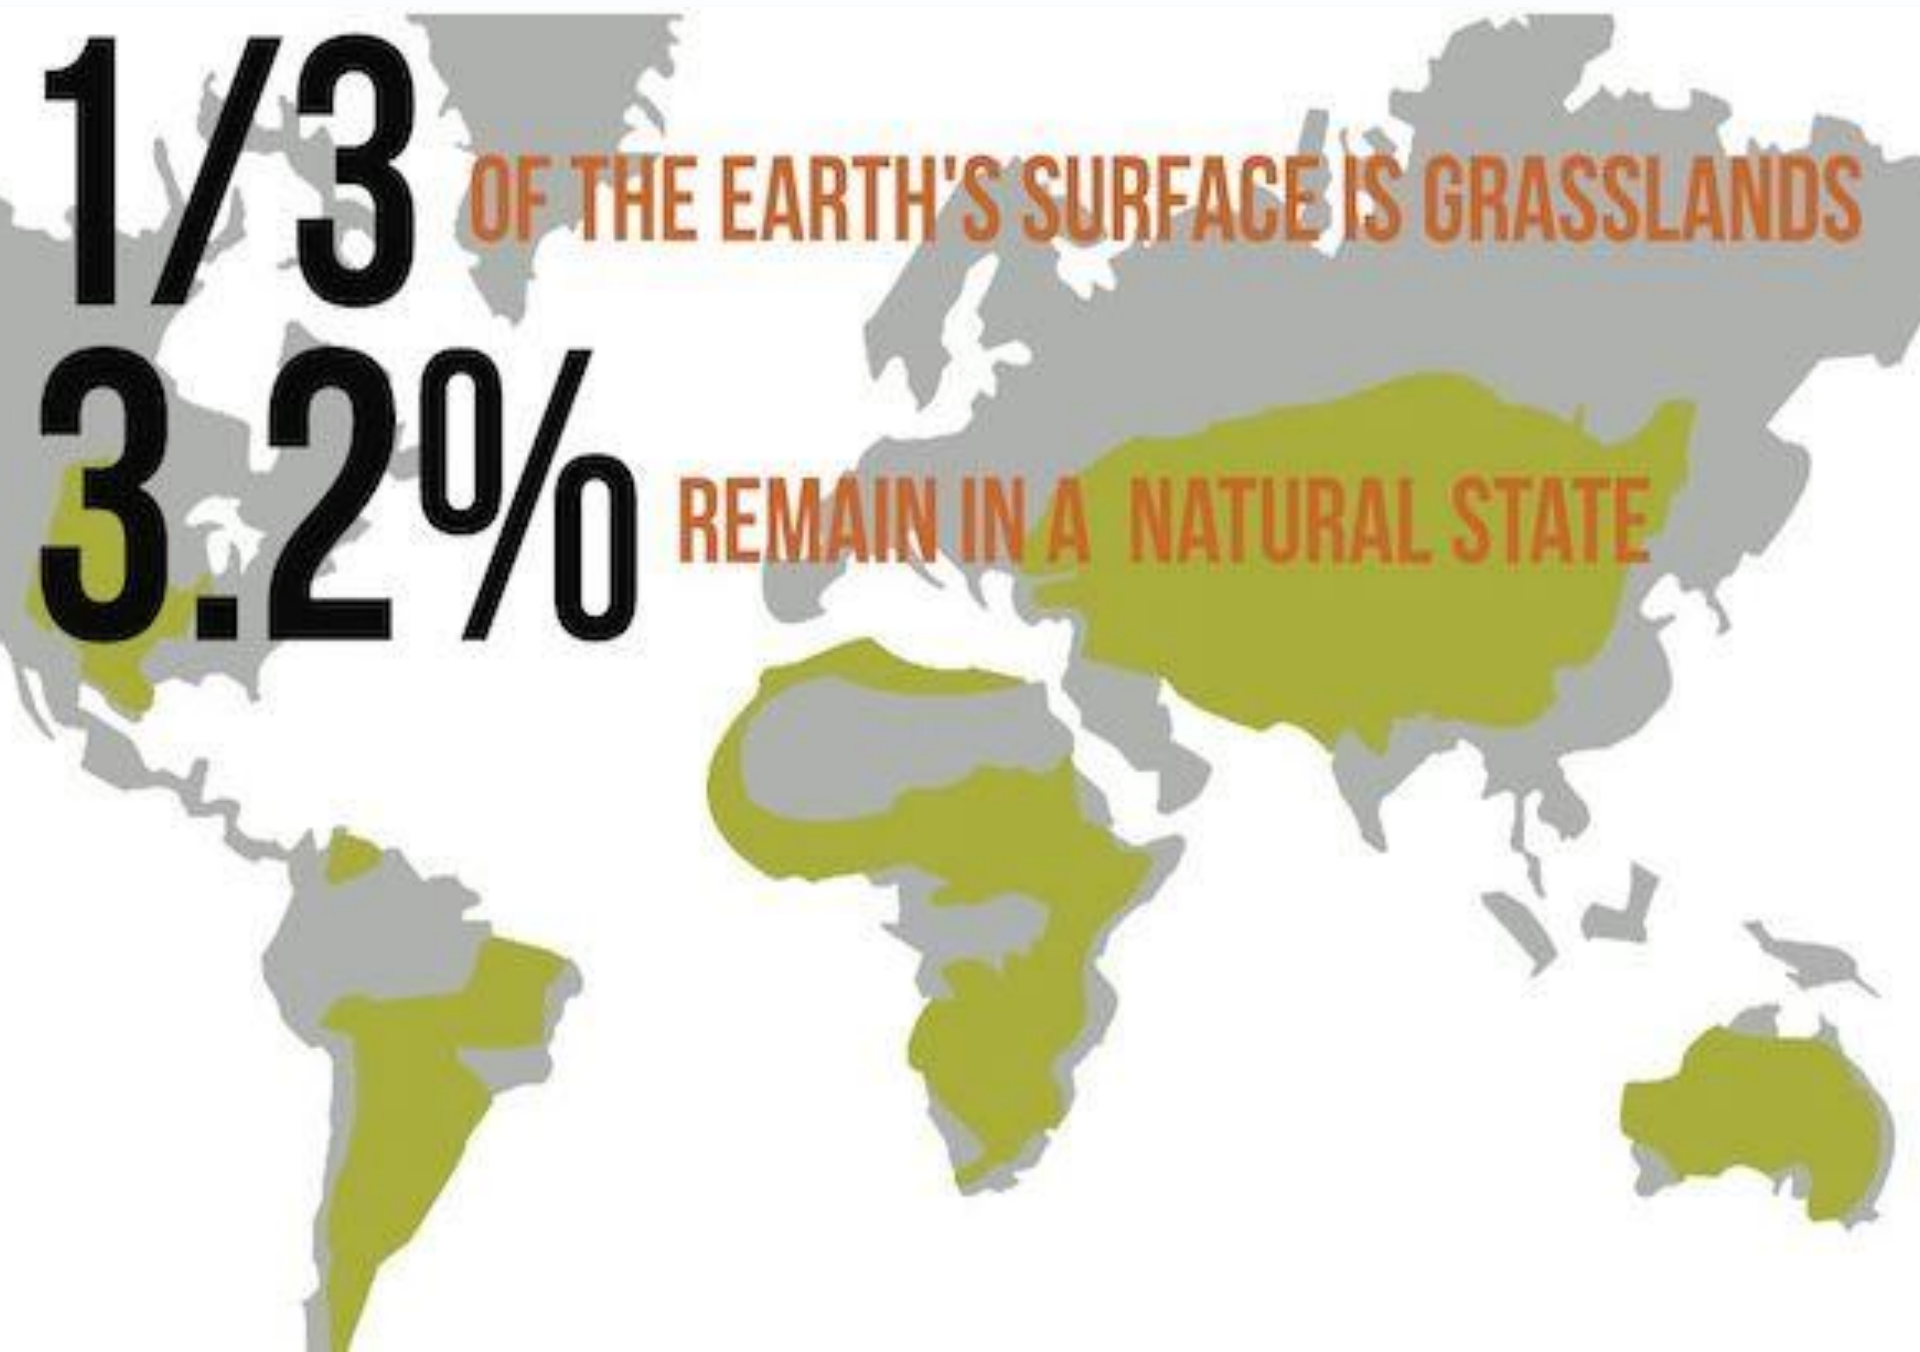 1/3 OF THE EARTH'S SURFACE IS GRASSLANDS
3.2% REMAIN IN A NATURAL STATE